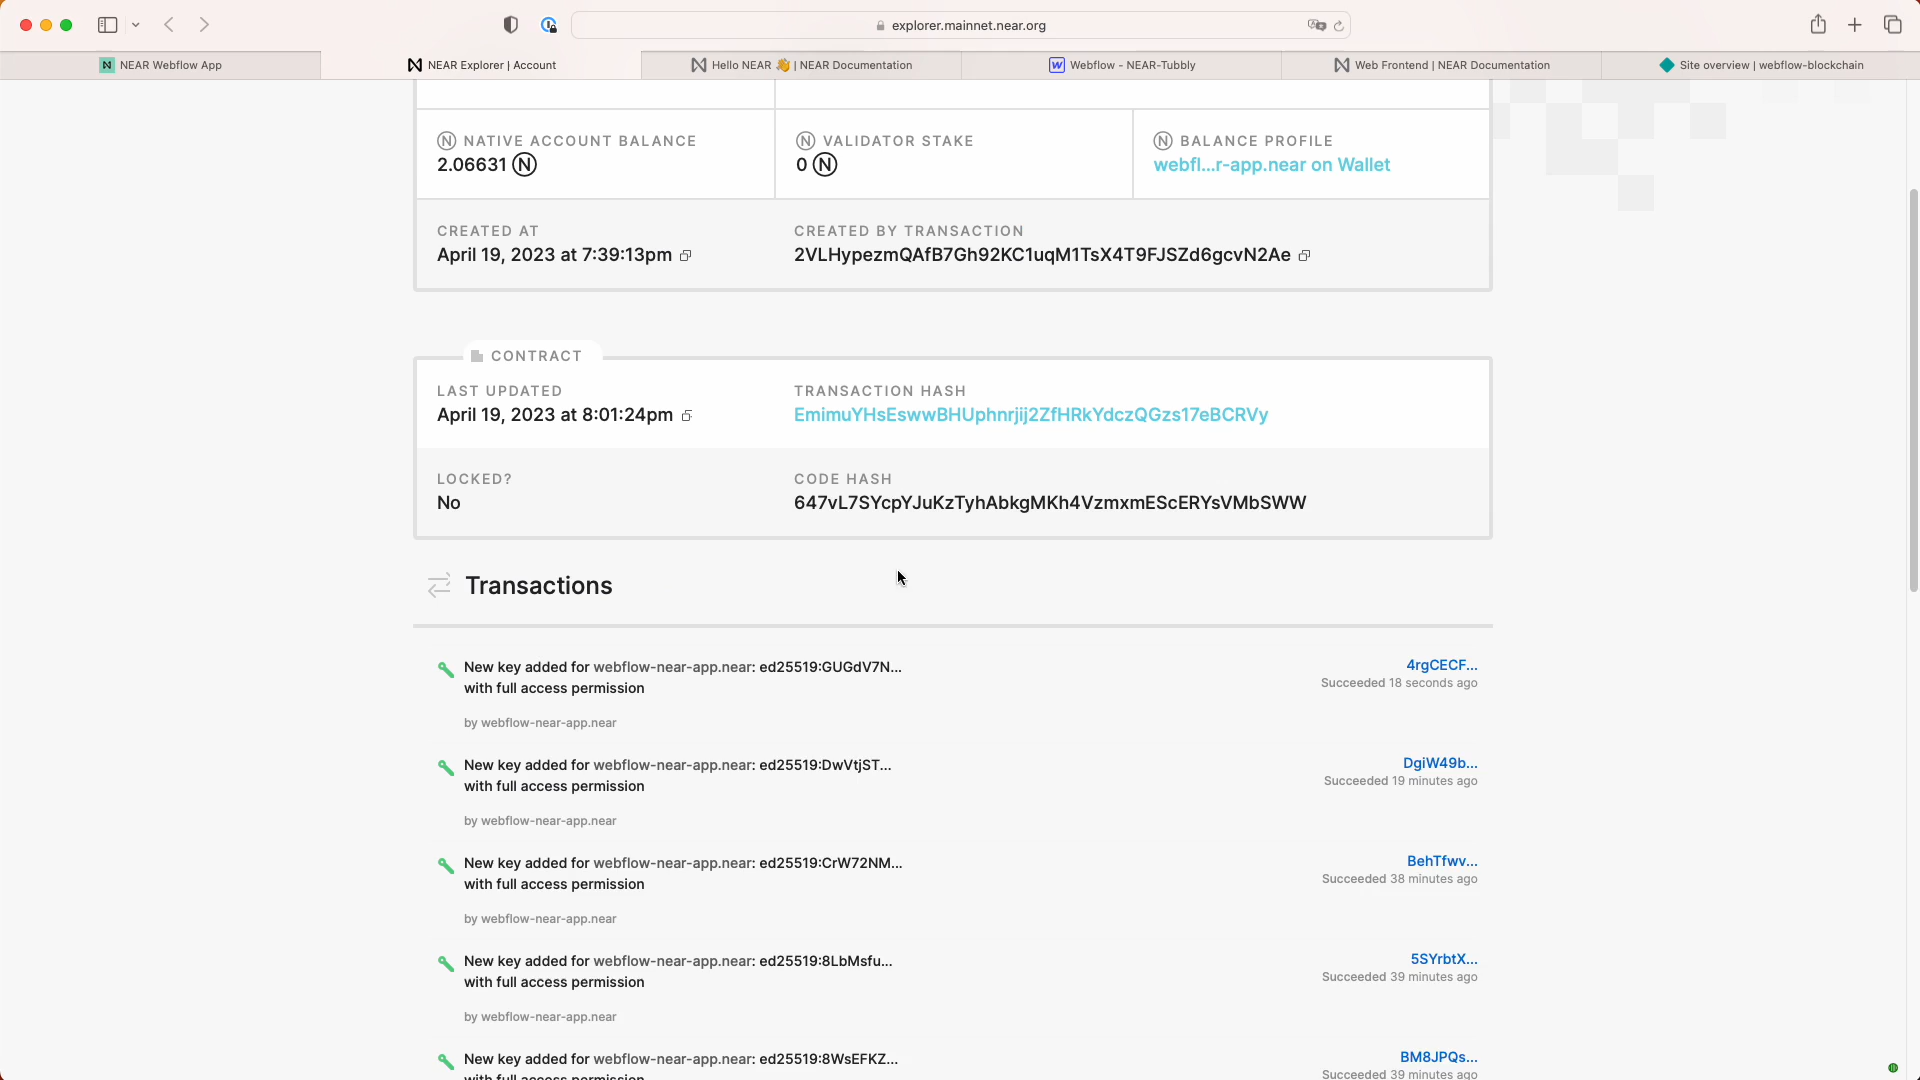 explorer.mainnet.near.org
NEAR Webflow App
NEAR Explorer | Account
Hello NEAR 👋 | NEAR Documentation
Webflow - NEAR-Tubbly
Web Frontend | NEAR Documentation
Site overview | webflow-blockchain
NATIVE ACCOUNT BALANCE
2.06631
VALIDATOR STAKE
0
BALANCE PROFILE
webfl...r-app.near on Wallet
CREATED AT
April 19, 2023 at 7:39:13pm
CREATED BY TRANSACTION
2VLHypezmQAfB7Gh92KC1uqM1TsX4T9FJSZd6gcvN2Ae
CONTRACT
LAST UPDATED
April 19, 2023 at 8:01:24pm
TRANSACTION HASH
EmimuYHsEswwBHUphnrjij2ZfHRkYdczQGzs17eBCRVy
LOCKED?
No
CODE HASH
647vL7SYcpYJuKzTyhAbkgMKh4VzmxmEScERYsVMbSWW
Transactions
New key added for webflow-near-app.near: ed25519:GUGdV7N...
with full access permission
by webflow-near-app.near
4rgCECF...
Succeeded 18 seconds ago
New key added for webflow-near-app.near: ed25519:DwVtjST...
with full access permission
by webflow-near-app.near
DgiW49b...
Succeeded 19 minutes ago
New key added for webflow-near-app.near: ed25519:CrW72NM...
with full access permission
by webflow-near-app.near
BehTfwv...
Succeeded 38 minutes ago
New key added for webflow-near-app.near: ed25519:8LbMsfu...
with full access permission
by webflow-near-app.near
5SYrbtX...
Succeeded 39 minutes ago
New key added for webflow-near-app.near: ed25519:8WsEFKZ...
with full access permission
BM8JPQs...
Succeeded 39 minutes ago